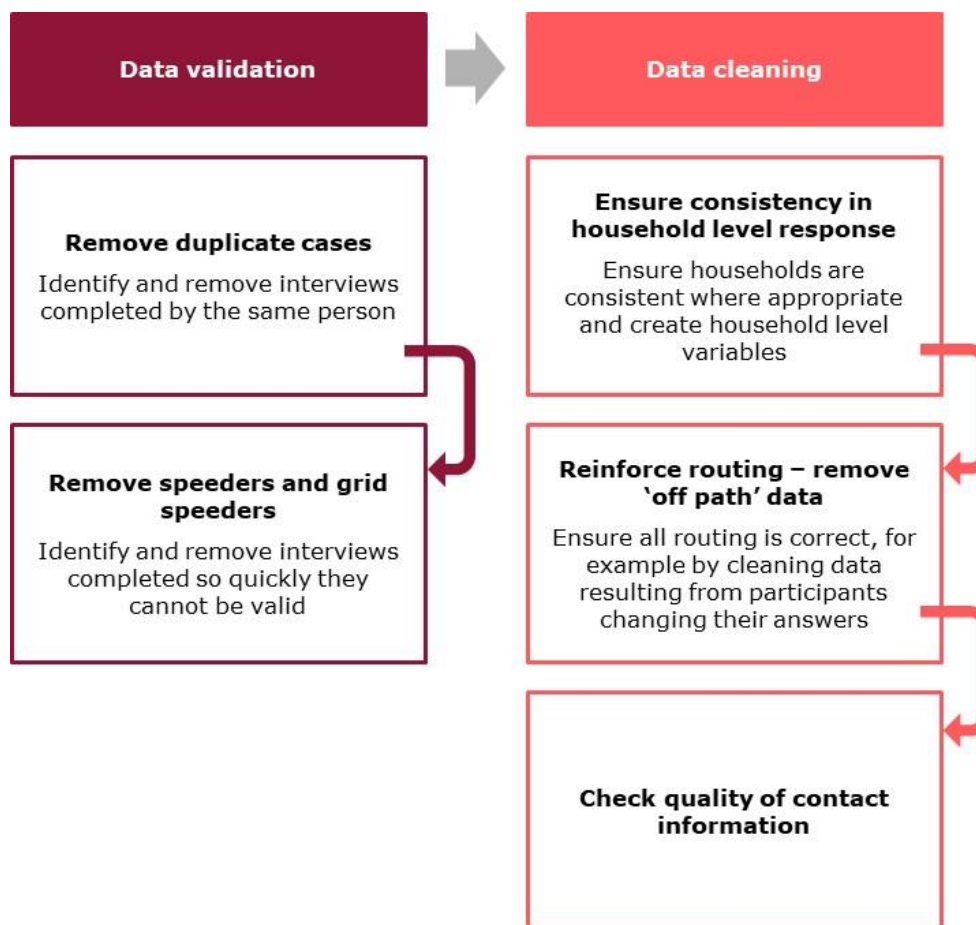 Data validation
Data cleaning
Remove duplicate cases
Identify and remove interviews
completed by the same person
Remove speeders and grid
speeders
Identify and remove interviews
completed so quickly they
cannot be valid
Ensure consistency in
household level response
Ensure households are
consistent where appropriate
and create household level
variables
Reinforce routing – remove
‘off path’ data
Ensure all routing is correct, for
example by cleaning data
resulting from participants
changing their answers
Check quality of contact
information